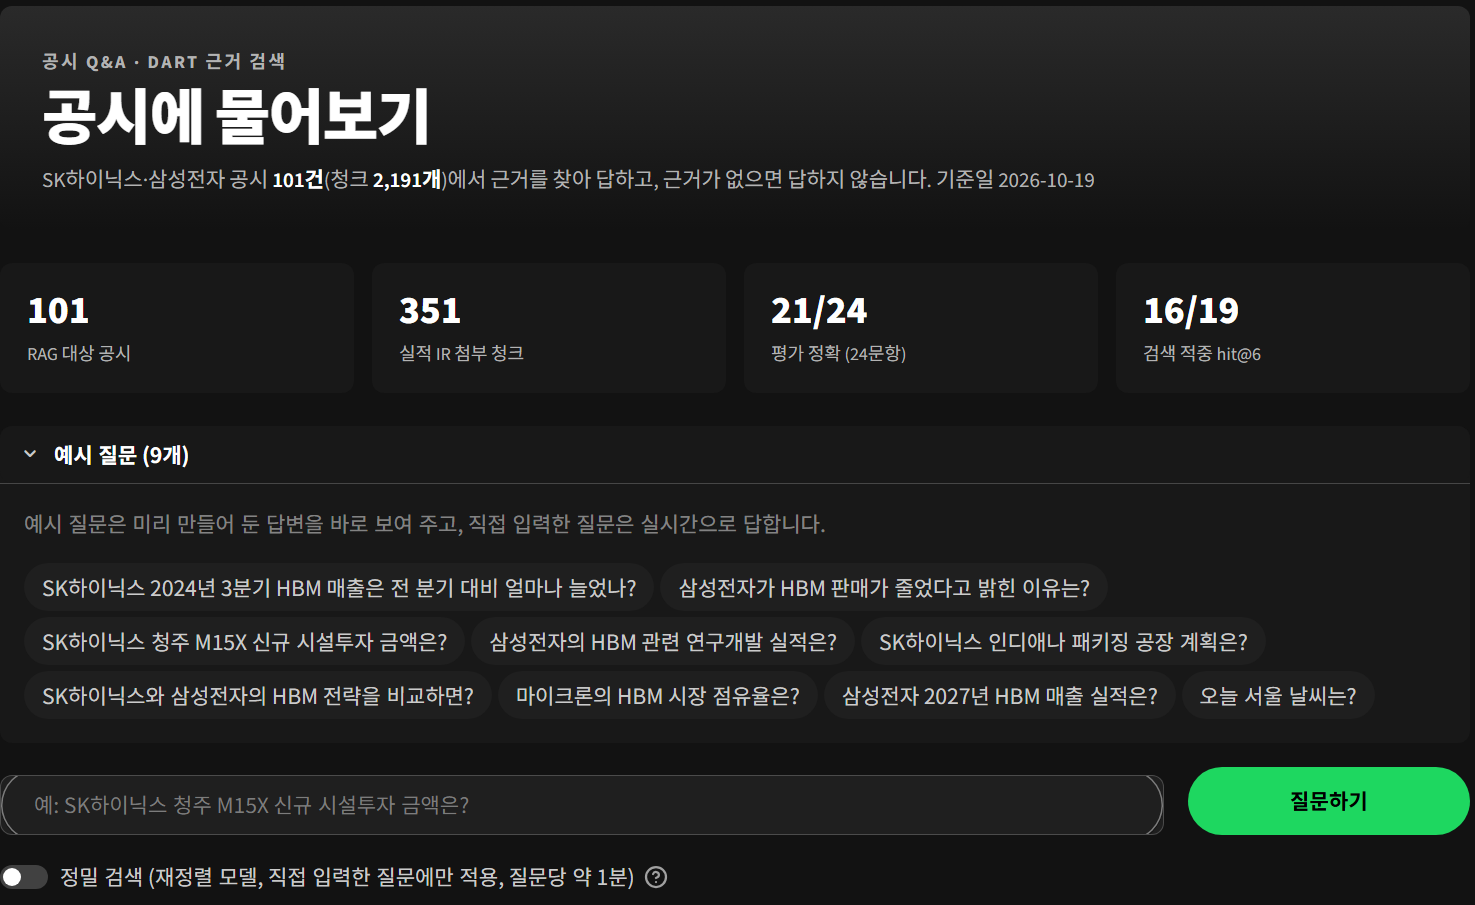 공시 Q&A · DART 근거 검색
공시에 물어보기
SK하이닉스·삼성전자 공시 101건(청크 2,191개)에서 근거를 찾아 답하고, 근거가 없으면 답하지 않습니다. 기준일 2026-10-19
101
RAG 대상 공시
351
실적 IR 첨부 청크
21/24
평가 정확 (24문항)
16/19
검색 적중 hit@6
예시 질문 (9개)
예시 질문은 미리 만들어 둔 답변을 바로 보여 주고, 직접 입력한 질문은 실시간으로 답합니다.
SK하이닉스 2024년 3분기 HBM 매출은 전 분기 대비 얼마나 늘었나? 삼성전자가 HBM 판매가 줄었다고 밝힌 이유는?
SK하이닉스 청주 M15X 신규 시설투자 금액은? 삼성전자의 HBM 관련 연구개발 실적은? SK하이닉스 인디애나 패키징 공장 계획은?
SK하이닉스와 삼성전자의 HBM 전략을 비교하면? 마이크론의 HBM 시장 점유율은? 삼성전자 2027년 HBM 매출 실적은? 오늘 서울 날씨는?
예: SK하이닉스 청주 M15X 신규 시설투자 금액은?
질문하기
정밀 검색 (재정렬 모델, 직접 입력한 질문에만 적용, 질문당 약 1분) ?